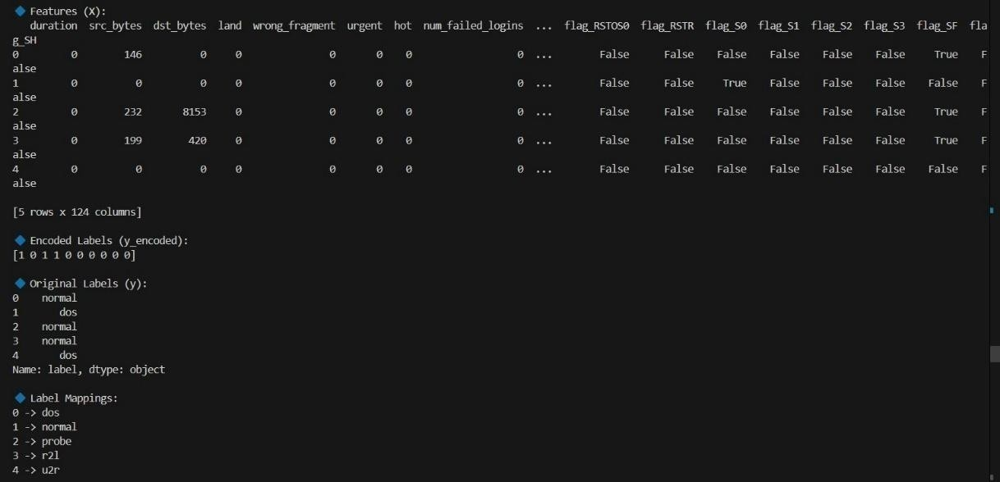 Features (X):
duration src_bytes dst_bytes land wrong_fragment urgent hot num_failed_logins ... flag_RSTOS0 flag_RSTR flag_S0 flag_S1 flag_S2 flag_S3 flag_SF fla
g_SH
0 0 146 0 0 0 0 0 0 ... False False False False False False True F
alse
1 0 0 0 0 0 0 0 0 ... False False True False False False False F
alse
2 0 232 8153 0 0 0 0 0 ... False False False False False False True F
alse
3 0 199 420 0 0 0 0 0 ... False False False False False False True F
alse
4 0 0 0 0 0 0 0 0 ... False False False False False False False F
alse
[5 rows x 124 columns]
Encoded Labels (y_encoded):
[1 0 1 1 0 0 0 0 0 0]
Original Labels (y):
0 normal
1 dos
2 normal
3 normal
4 dos
Name: label, dtype: object
Label Mappings:
0 -> dos
1 -> normal
2 -> probe
3 -> r2l
4 -> u2r